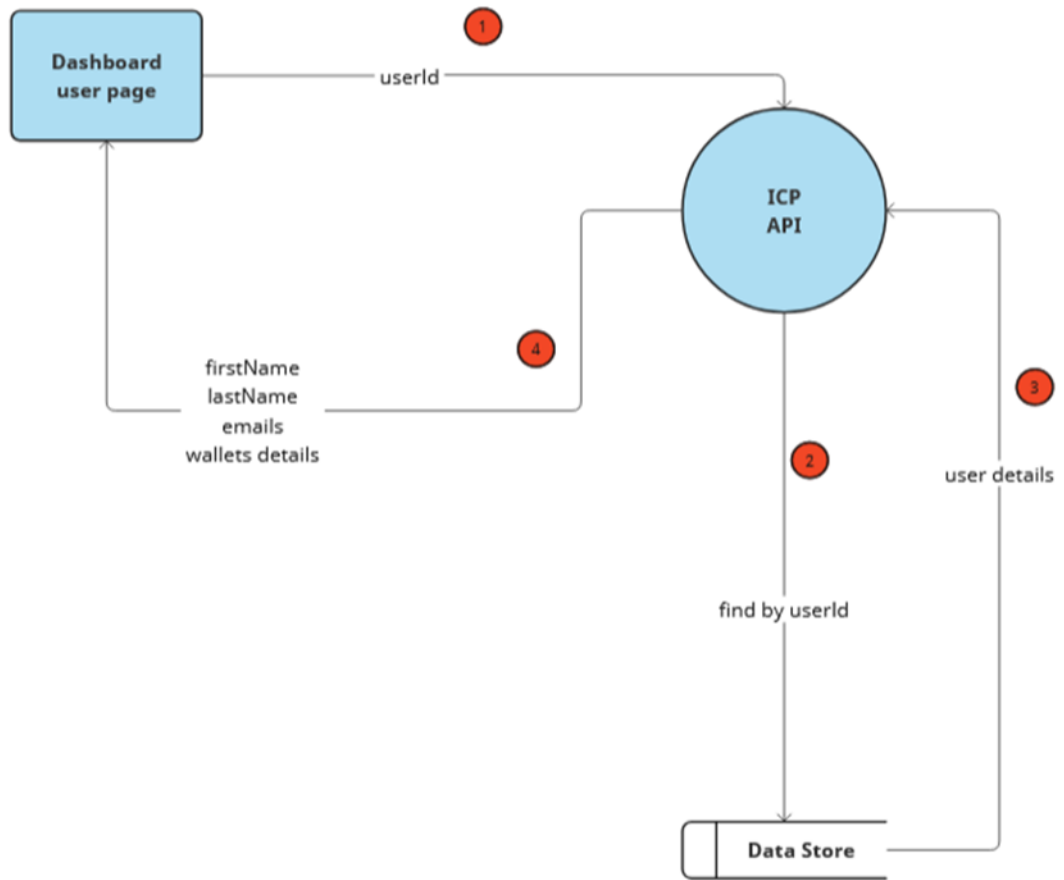 1
Dashboard
user page
userId
ICP
API
4
firstName
lastName
emails
wallets details
3
2
user details
find by userId
Data Store